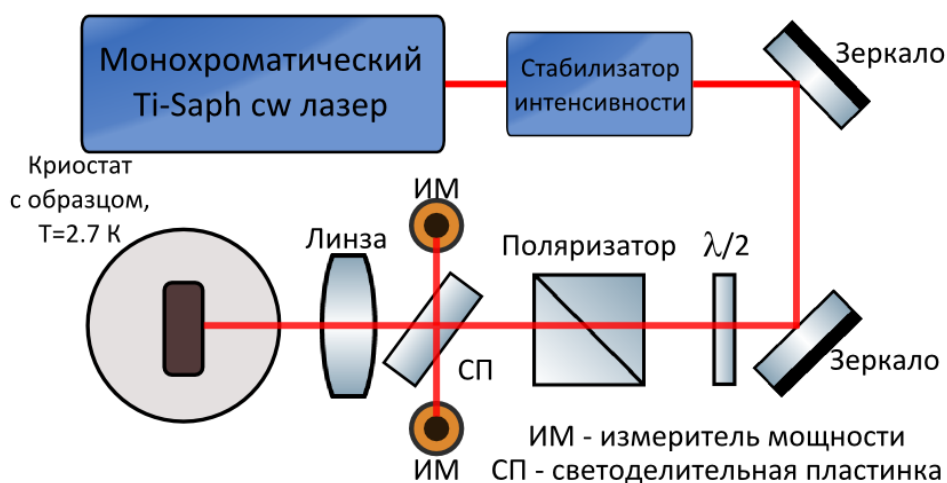 Монохроматический
Ti-Saph cw лазер
Стабилизатор
интенсивности
Зеркало
Криостат
с образцом,
T=2.7 К
Линза
ИМ
Поляризатор
λ/2
СП
Зеркало
ИМ
ИМ - измеритель мощности
СП - светоделительная пластинка